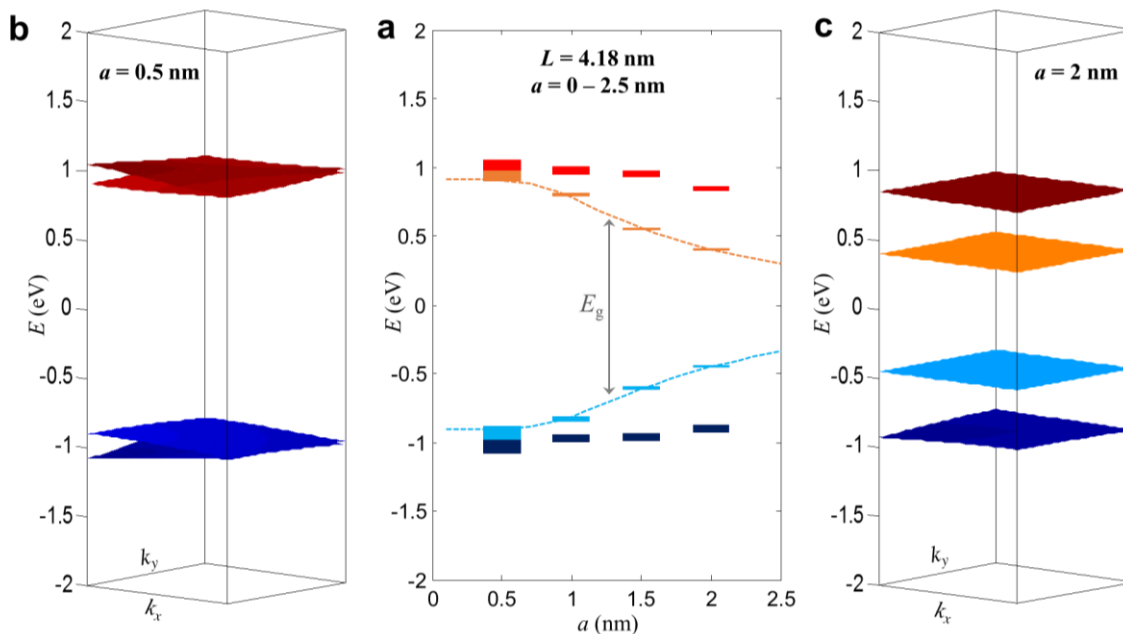 b
a = 0.5 nm
2
1.5
1
0.5
0
-0.5
-1
-1.5
-2
E (eV)
k_y
k_x
a
L = 4.18 nm
a = 0 – 2.5 nm
2
1.5
1
0.5
0
-0.5
-1
-1.5
-2
E (eV)
E_g
0
0.5
1
1.5
2
2.5
a (nm)
c
a = 2 nm
2
1.5
1
0.5
0
-0.5
-1
-1.5
-2
E (eV)
k_y
k_x